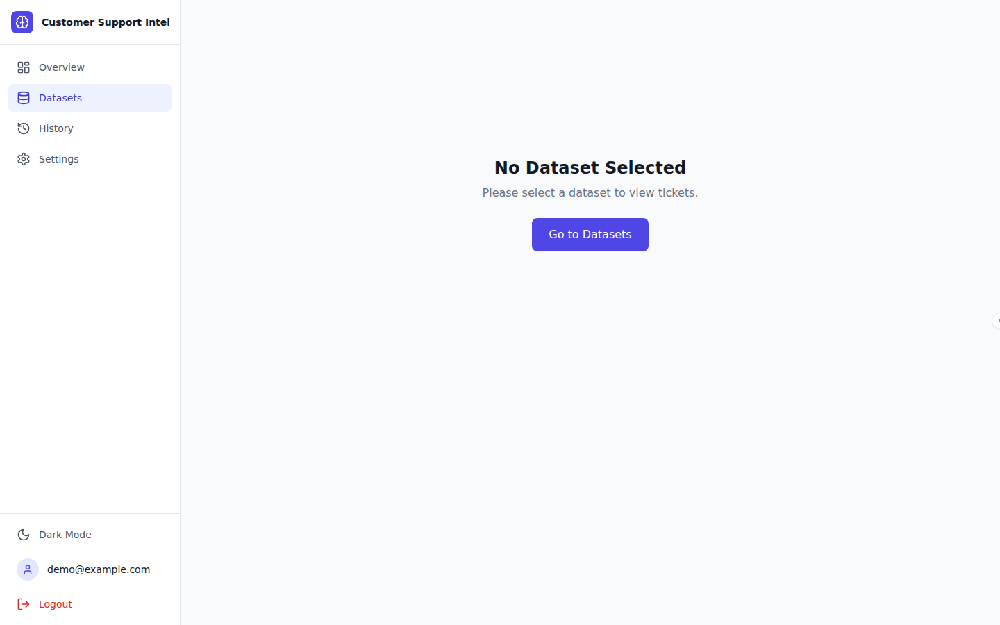 Customer Support Intel
Overview
Datasets
History
Settings
No Dataset Selected
Please select a dataset to view tickets.
Go to Datasets
Dark Mode
demo@example.com
Logout